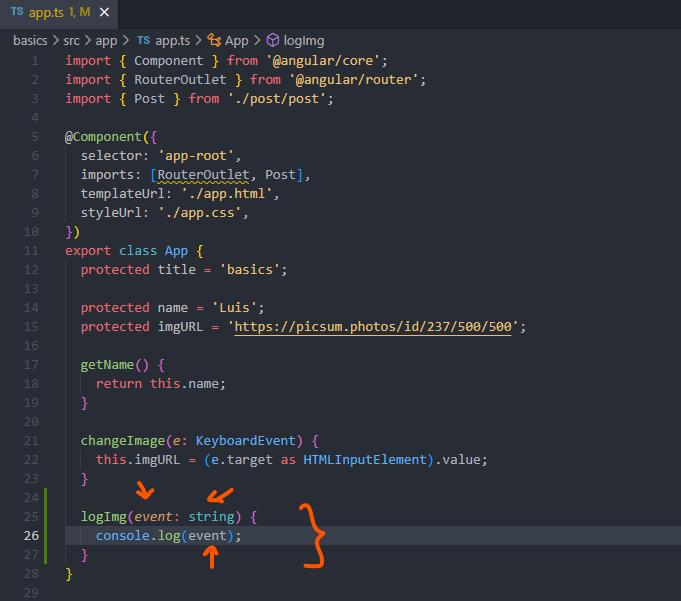 TS app.ts 1, M ×
basics > src > app > TS app.ts > App > logImg
1 import { Component } from '@angular/core';
2 import { RouterOutlet } from '@angular/router';
3 import { Post } from './post/post';
4
5 @Component({
6 selector: 'app-root',
7 imports: [RouterOutlet, Post],
8 templateUrl: './app.html',
9 styleUrl: './app.css',
10 })
11 export class App {
12 protected title = 'basics';
13
14 protected name = 'Luis';
15 protected imgURL = 'https://picsum.photos/id/237/500/500';
16
17 getName() {
18 return this.name;
19 }
20
21 changeImage(e: KeyboardEvent) {
22 this.imgURL = (e.target as HTMLInputElement).value;
23 }
24
25 logImg(event: string) {
26 console.log(event);
27 }
28 }
29